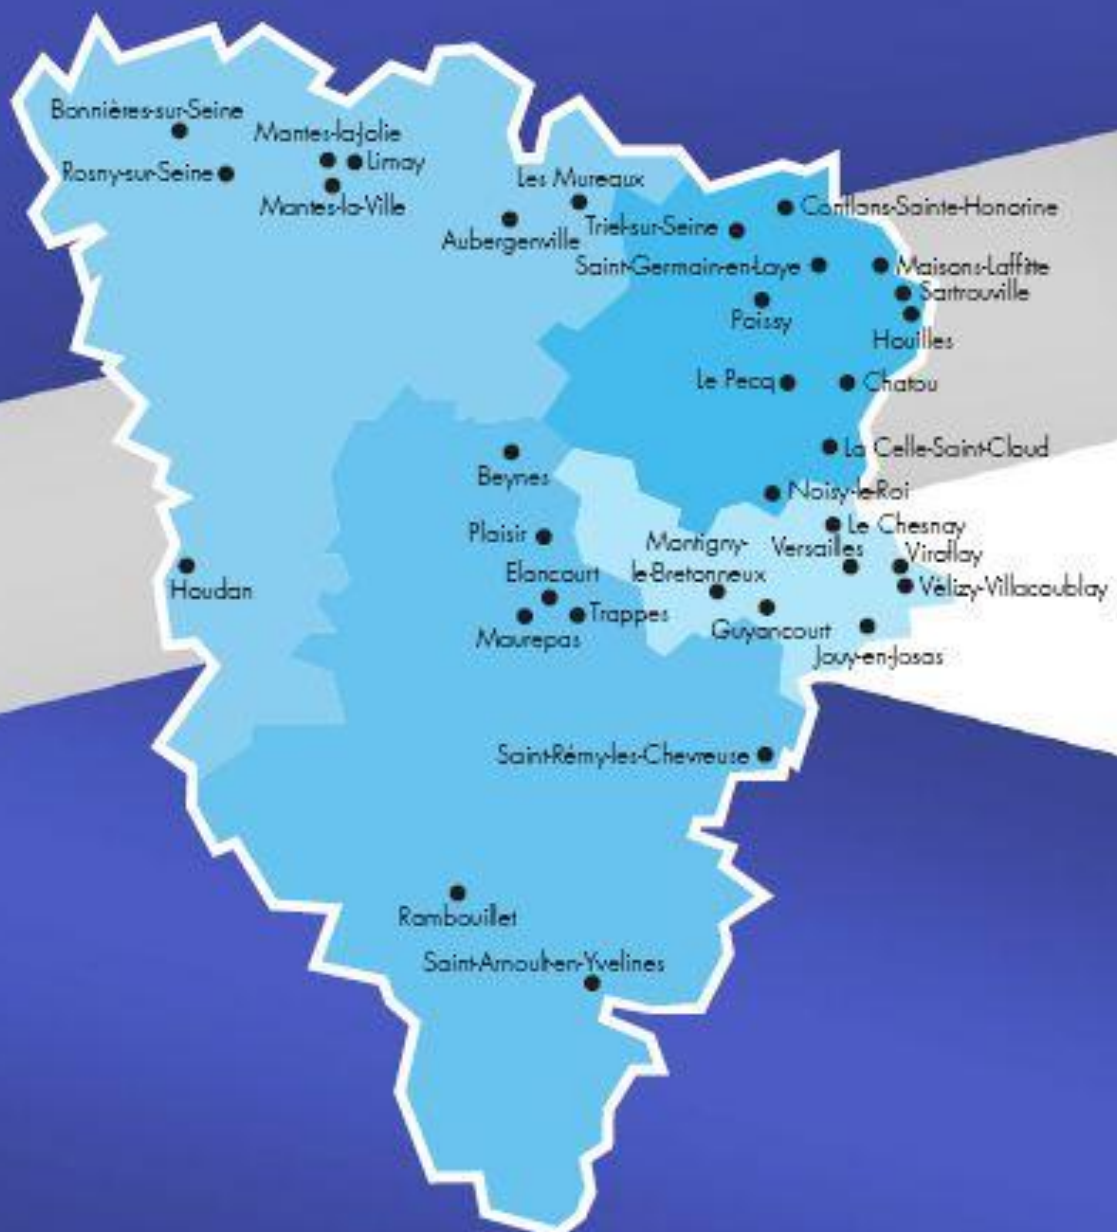 Bonnières-sur-Seine
Mantes-la-Jolie
Limay
Rosny-sur-Seine
Mantes-la-Ville
Les Mureaux
Aubergenville
Triel-sur-Seine
Conflans-Sainte-Honorine
Saint-Germain-en-Laye
Maisons-Laffitte
Sartrouville
Poissy
Houilles
Le Pecq
Chatou
La Celle-Saint-Cloud
Beynes
Noisy-le-Roi
Plaisir
Le Chesnay
Montigny-
le-Bretonneux
Versailles
Viroflay
Elancourt
Vélizy-Villacoublay
Houdan
Maurepas
Trappes
Guyancourt
Jouy-en-Josas
Saint-Rémy-les-Chevreuse
Rambouillet
Saint-Arnoult-en-Yvelines